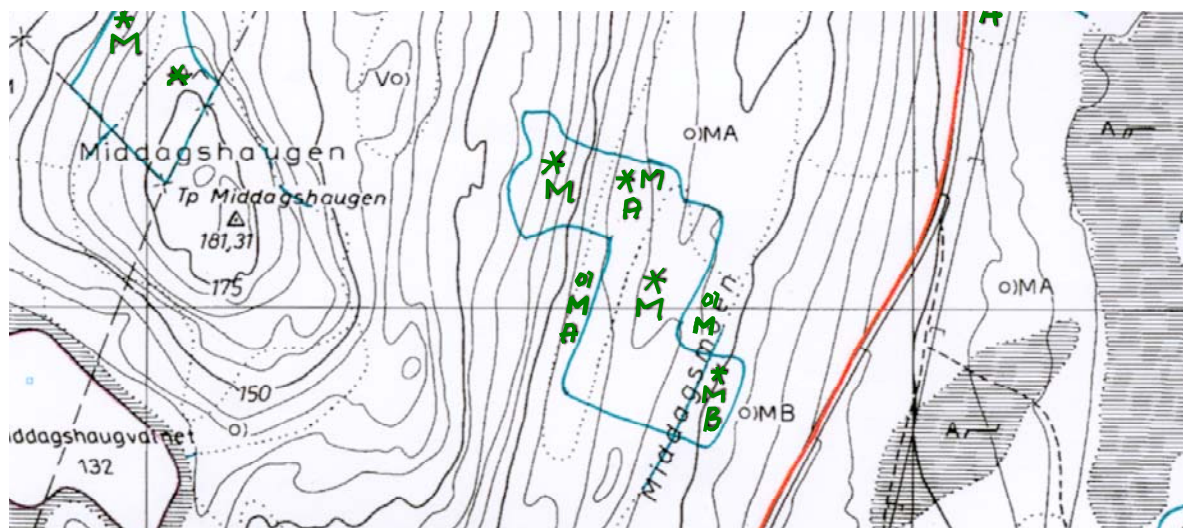 M
A
VO)
A
O)MA
A
Middagshaugen
M
M
A
Tp Middagshaugen
181,31
175
o)
M
A
M
o)
M
O)MA
Middagsmoen
150
M
B
O)MB
A
O)
ddagshaugvatnet
132